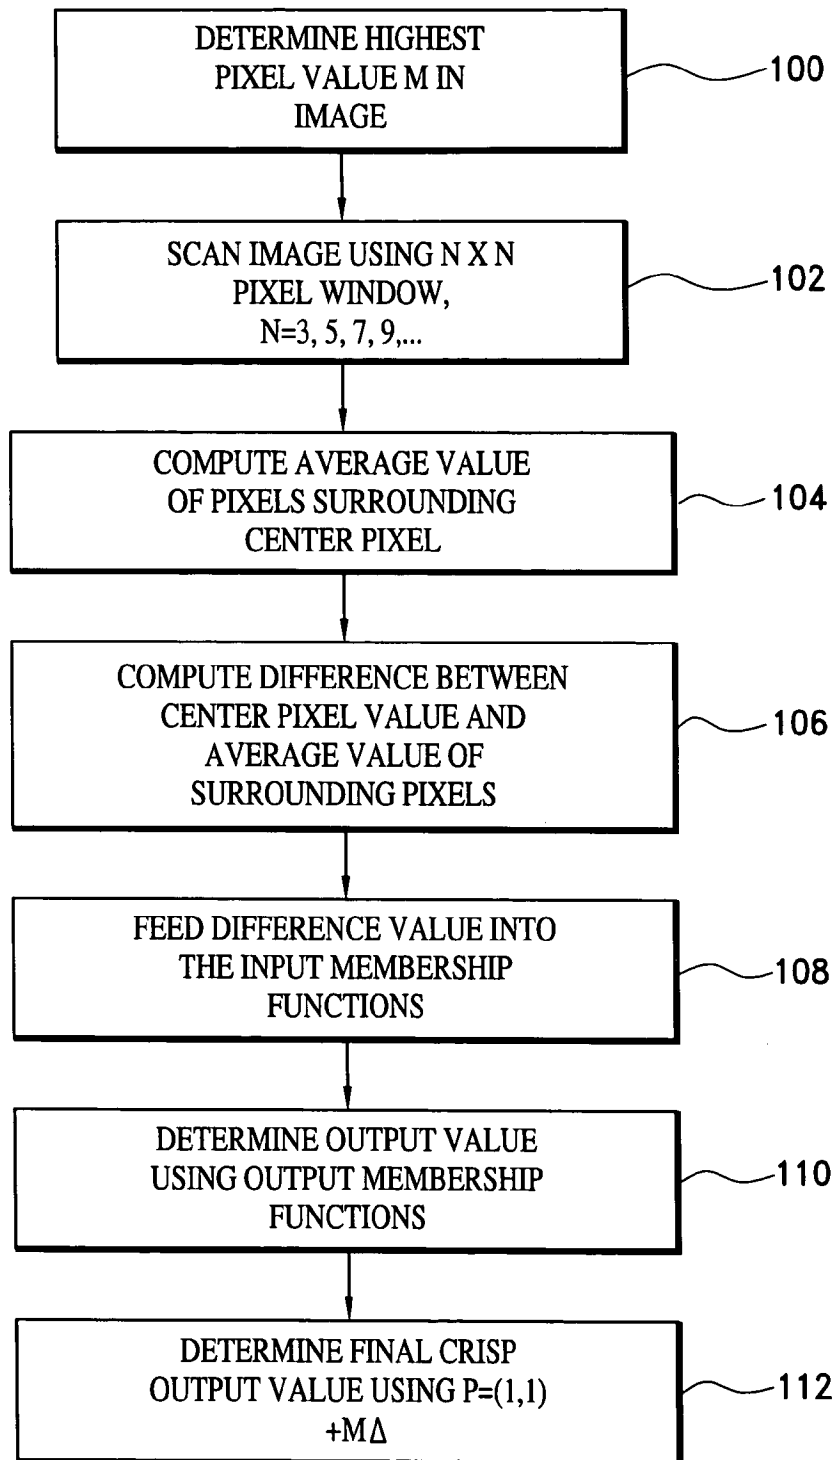 DETERMINE HIGHEST
PIXEL VALUE M IN
IMAGE
100
SCAN IMAGE USING N X N
PIXEL WINDOW,
N=3, 5, 7, 9,...
102
COMPUTE AVERAGE VALUE
OF PIXELS SURROUNDING
CENTER PIXEL
104
COMPUTE DIFFERENCE BETWEEN
CENTER PIXEL VALUE AND
AVERAGE VALUE OF
SURROUNDING PIXELS
106
FEED DIFFERENCE VALUE INTO
THE INPUT MEMBERSHIP
FUNCTIONS
108
DETERMINE OUTPUT VALUE
USING OUTPUT MEMBERSHIP
FUNCTIONS
110
DETERMINE FINAL CRISP
OUTPUT VALUE USING P=(1,1)
+MΔ
112